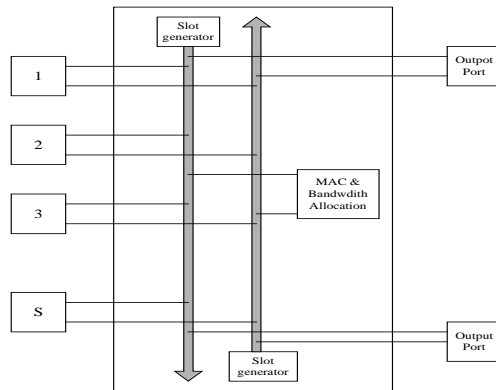 Slot
generator
Outpot
Port
1
2
MAC &
Bandwdith
Allocation
3
S
Output
Port
Slot
generator